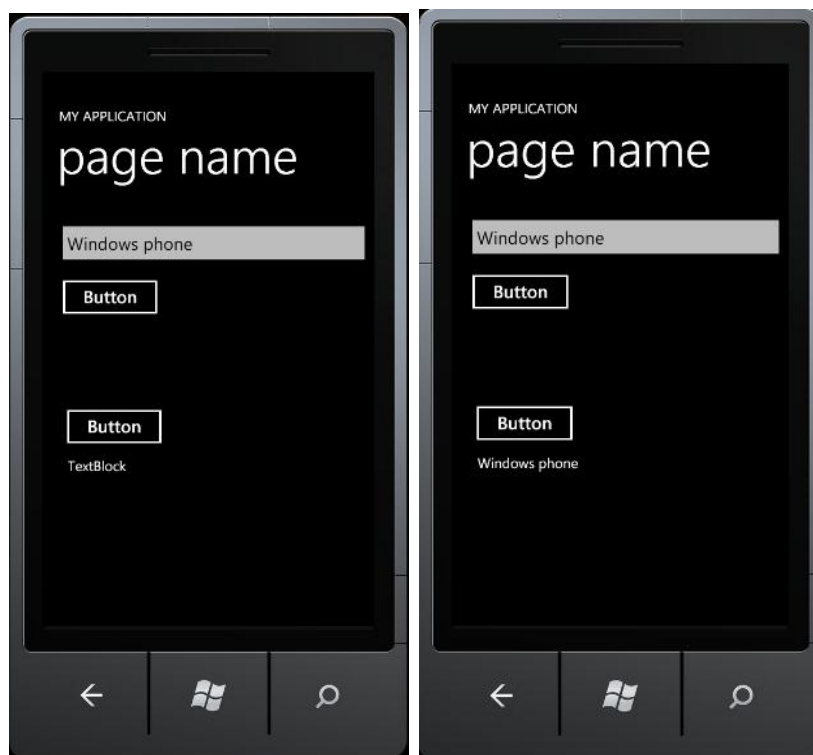 MY APPLICATION
page name
Windows phone
Button
Button
TextBlock
MY APPLICATION
page name
Windows phone
Button
Button
Windows phone